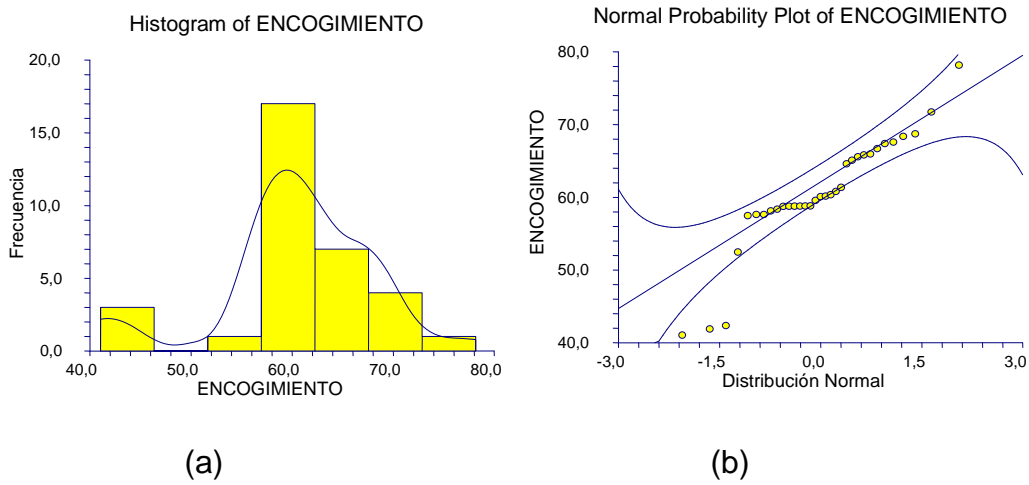 Histogram of ENCOGIMIENTO
20,0
15,0
10,0
5,0
0,0
Frecuencia
40,0 50,0 60,0 70,0 80,0
ENCOGIMIENTO
(a)
Normal Probability Plot of ENCOGIMIENTO
80,0
70,0
60,0
50,0
40,0
ENCOGIMIENTO
-3,0 -1,5 0,0 1,5 3,0
Distribución Normal
(b)